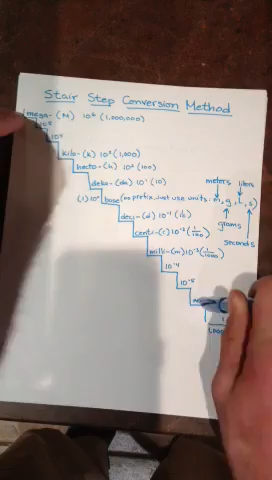 Stair Step Conversion Method
mega- (M) 10⁶ (1,000,000)
10⁵
10⁴
kilo- (k) 10³ (1,000)
hecto- (h) 10² (100)
deka- (da) 10¹ (10)
meters liters
(1) 10⁰ base (no prefix, just use units: m, g, L, s)
deci- (d) 10⁻¹ (1/10)
grams
centi- (c) 10⁻² (1/100)
seconds
milli- (m) 10⁻³ (1/1000)
10⁻⁴
10⁻⁵